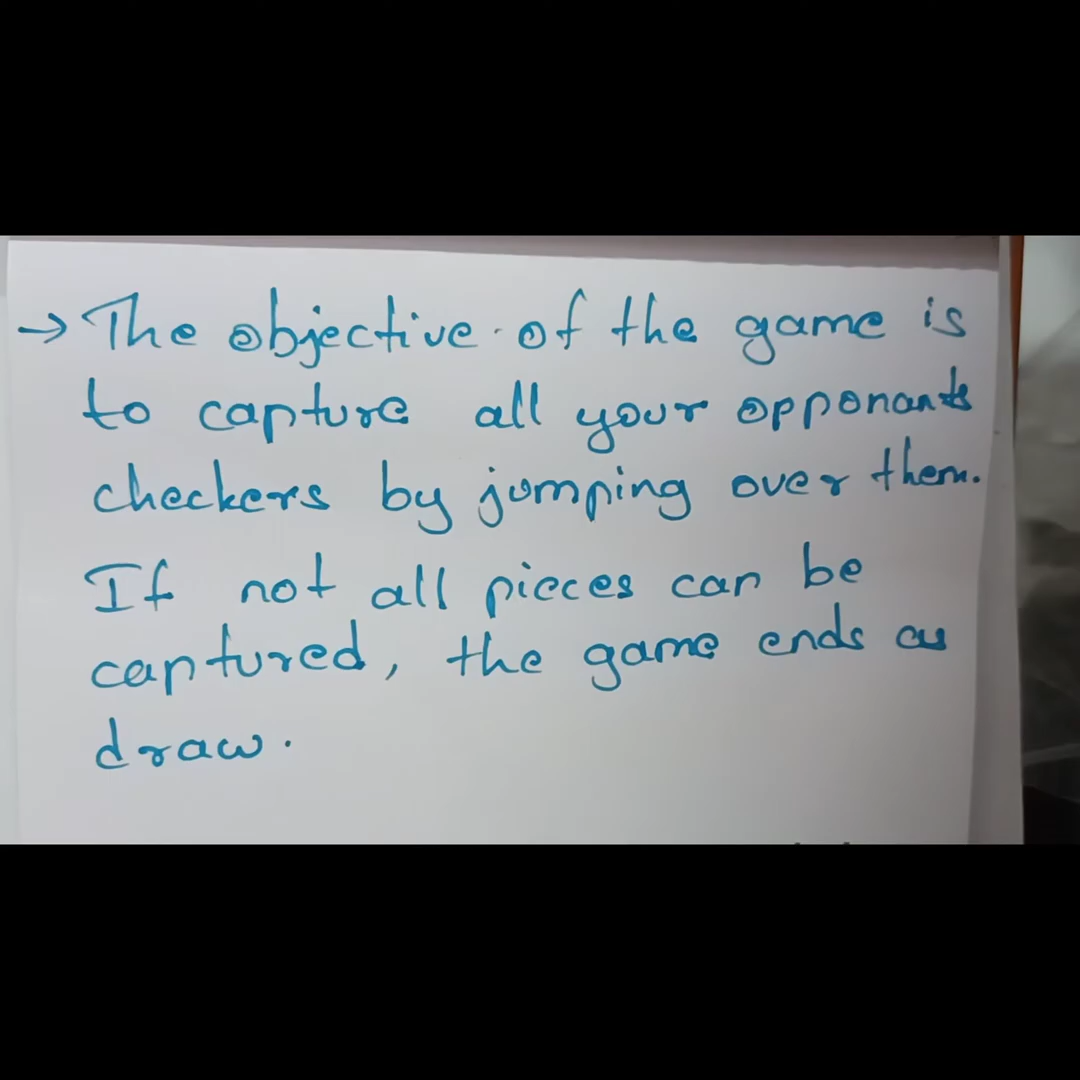 → The objective of the game is
to capture all your opponants
checkers by jumping over them.
If not all pieces can be
captured, the game ends as
draw.